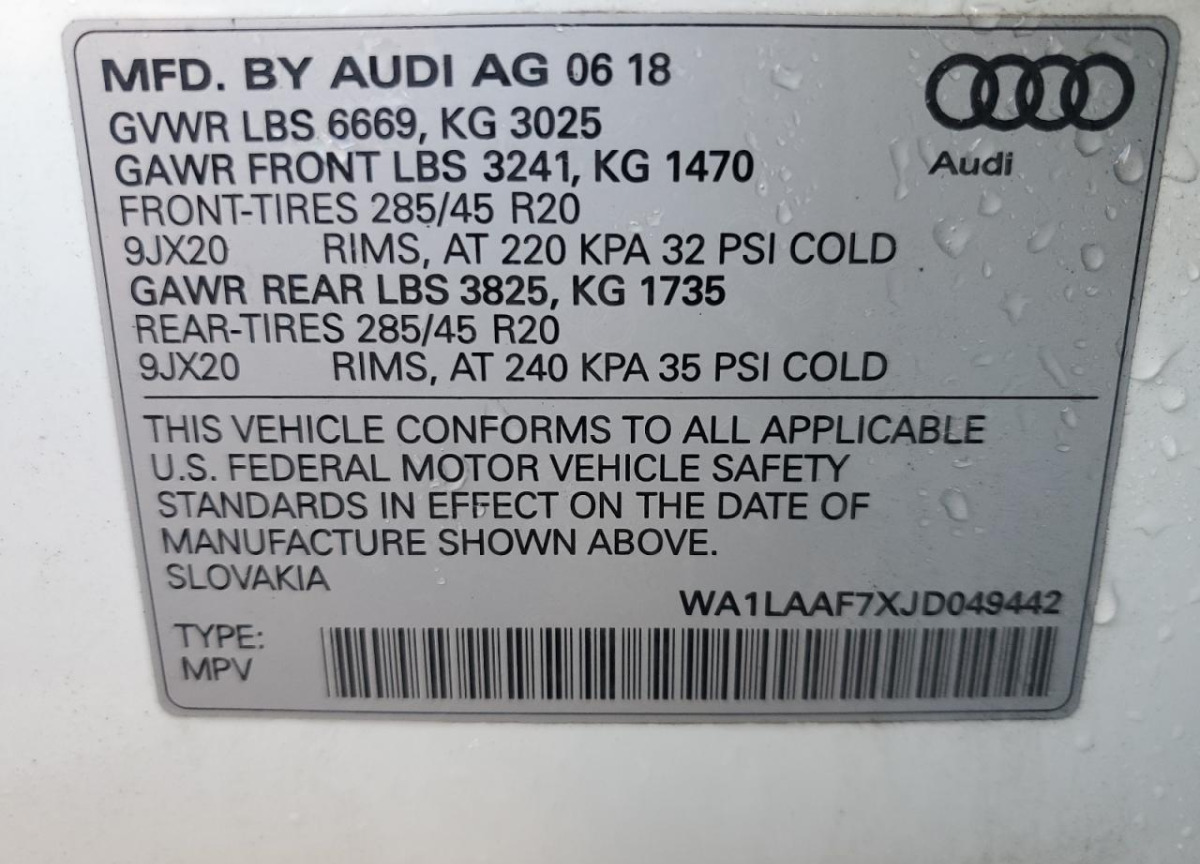 MFD. BY AUDI AG 06 18
GVWR LBS 6669, KG 3025
GAWR FRONT LBS 3241, KG 1470
FRONT-TIRES 285/45 R20
9JX20 RIMS, AT 220 KPA 32 PSI COLD
GAWR REAR LBS 3825, KG 1735
REAR-TIRES 285/45 R20
9JX20 RIMS, AT 240 KPA 35 PSI COLD
Audi
THIS VEHICLE CONFORMS TO ALL APPLICABLE
U.S. FEDERAL MOTOR VEHICLE SAFETY
STANDARDS IN EFFECT ON THE DATE OF
MANUFACTURE SHOWN ABOVE.
SLOVAKIA
WA1LAAF7XJD049442
TYPE:
MPV